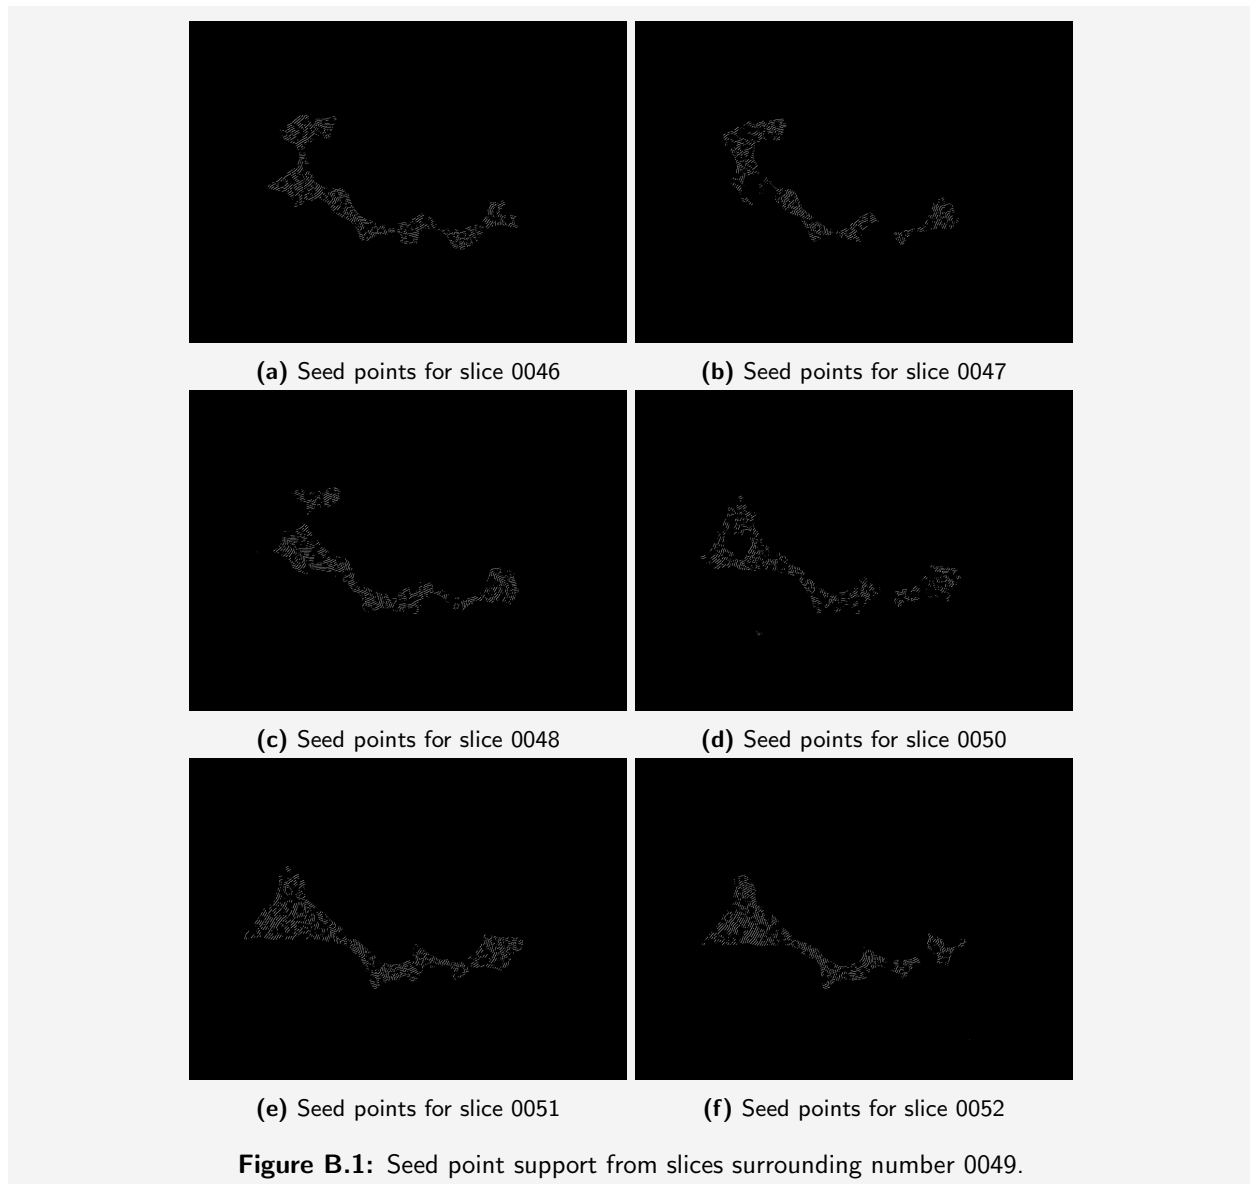 (a) Seed points for slice 0046
(b) Seed points for slice 0047
(c) Seed points for slice 0048
(d) Seed points for slice 0050
(e) Seed points for slice 0051
(f) Seed points for slice 0052
Figure B.1: Seed point support from slices surrounding number 0049.